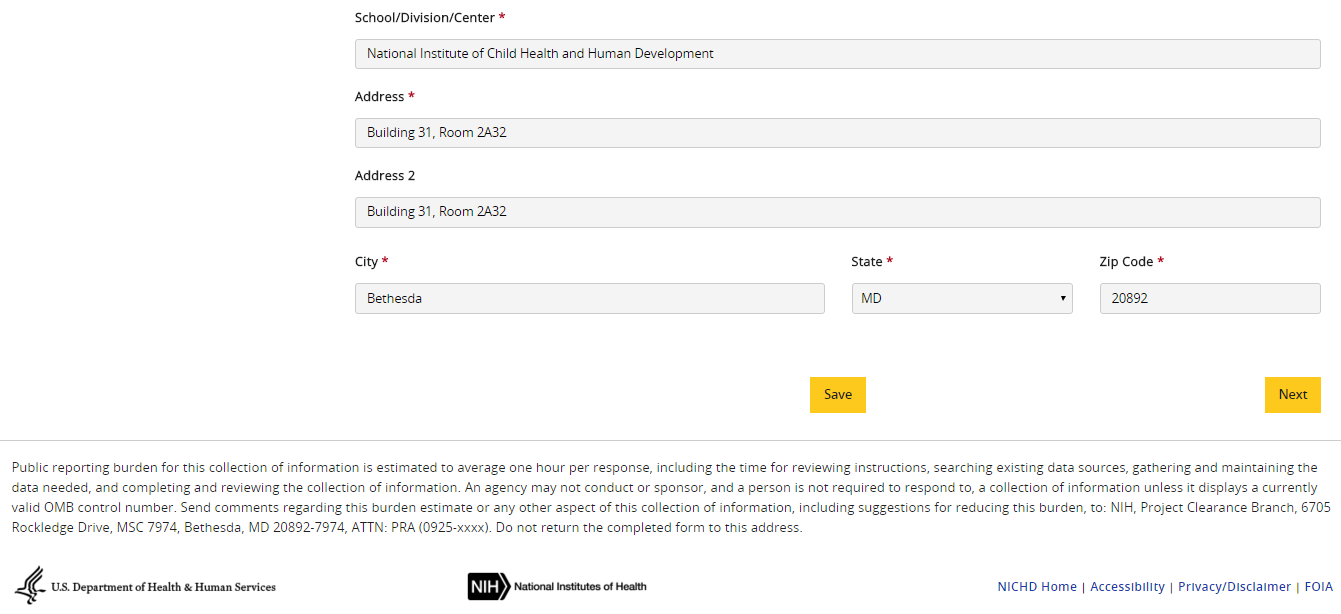 School/Division/Center *
National Institute of Child Health and Human Development
Address *
Building 31, Room 2A32
Address 2
Building 31, Room 2A32
City * State * Zip Code *
Bethesda MD 20892
Save Next
Public reporting burden for this collection of information is estimated to average one hour per response, including the time for reviewing instructions, searching existing data sources, gathering and maintaining the
data needed, and completing and reviewing the collection of information. An agency may not conduct or sponsor, and a person is not required to respond to, a collection of information unless it displays a currently
valid OMB control number. Send comments regarding this burden estimate or any other aspect of this collection of information, including suggestions for reducing this burden, to: NIH, Project Clearance Branch, 6705
Rockledge Drive, MSC 7974, Bethesda, MD 20892-7974, ATTN: PRA (0925-xxxx). Do not return the completed form to this address.
U.S. Department of Health & Human Services NIH National Institutes of Health NICHD Home | Accessibility | Privacy/Disclaimer | FOIA